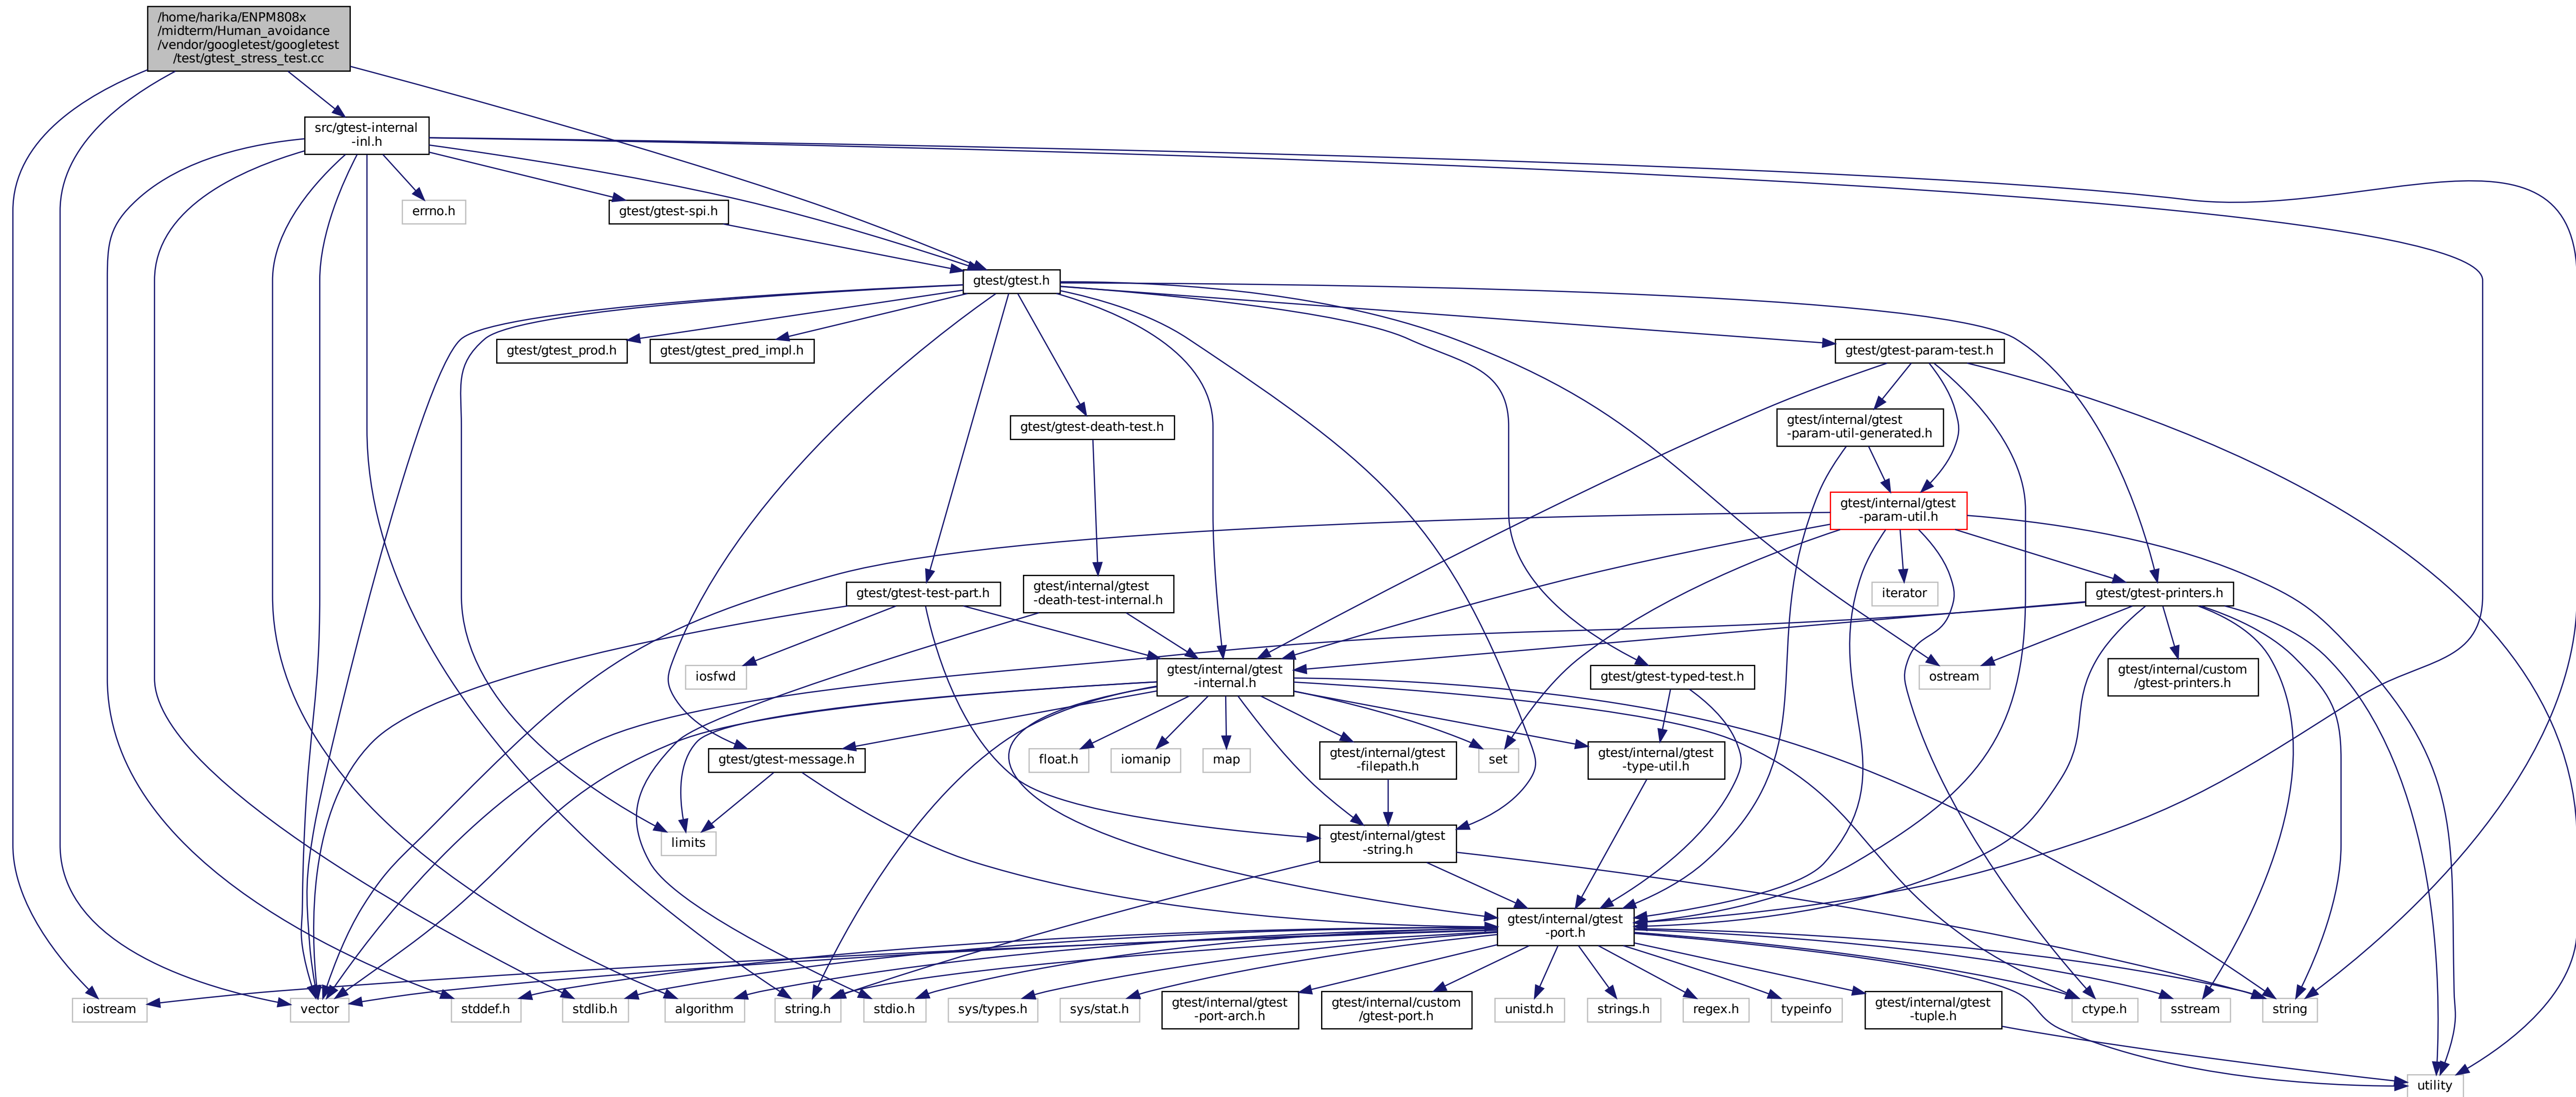 /home/harika/ENPM808x
/midterm/Human_avoidance
/vendor/googletest/googletest
/test/gtest_stress_test.cc
src/gtest-internal
-inl.h
errno.h
gtest/gtest-spi.h
gtest/gtest.h
gtest/gtest_prod.h
gtest/gtest_pred_impl.h
gtest/gtest-param-test.h
gtest/gtest-death-test.h
gtest/internal/gtest
-param-util-generated.h
gtest/internal/gtest
-param-util.h
gtest/gtest-test-part.h
gtest/internal/gtest
-death-test-internal.h
iterator
gtest/gtest-printers.h
iosfwd
gtest/internal/gtest
-internal.h
gtest/gtest-typed-test.h
ostream
gtest/internal/custom
/gtest-printers.h
gtest/gtest-message.h
float.h
iomanip
map
gtest/internal/gtest
-filepath.h
set
gtest/internal/gtest
-type-util.h
limits
gtest/internal/gtest
-string.h
gtest/internal/gtest
-port.h
iostream
vector
stddef.h
stdlib.h
algorithm
string.h
stdio.h
sys/types.h
sys/stat.h
gtest/internal/gtest
-port-arch.h
gtest/internal/custom
/gtest-port.h
unistd.h
strings.h
regex.h
typeinfo
gtest/internal/gtest
-tuple.h
ctype.h
sstream
string
utility